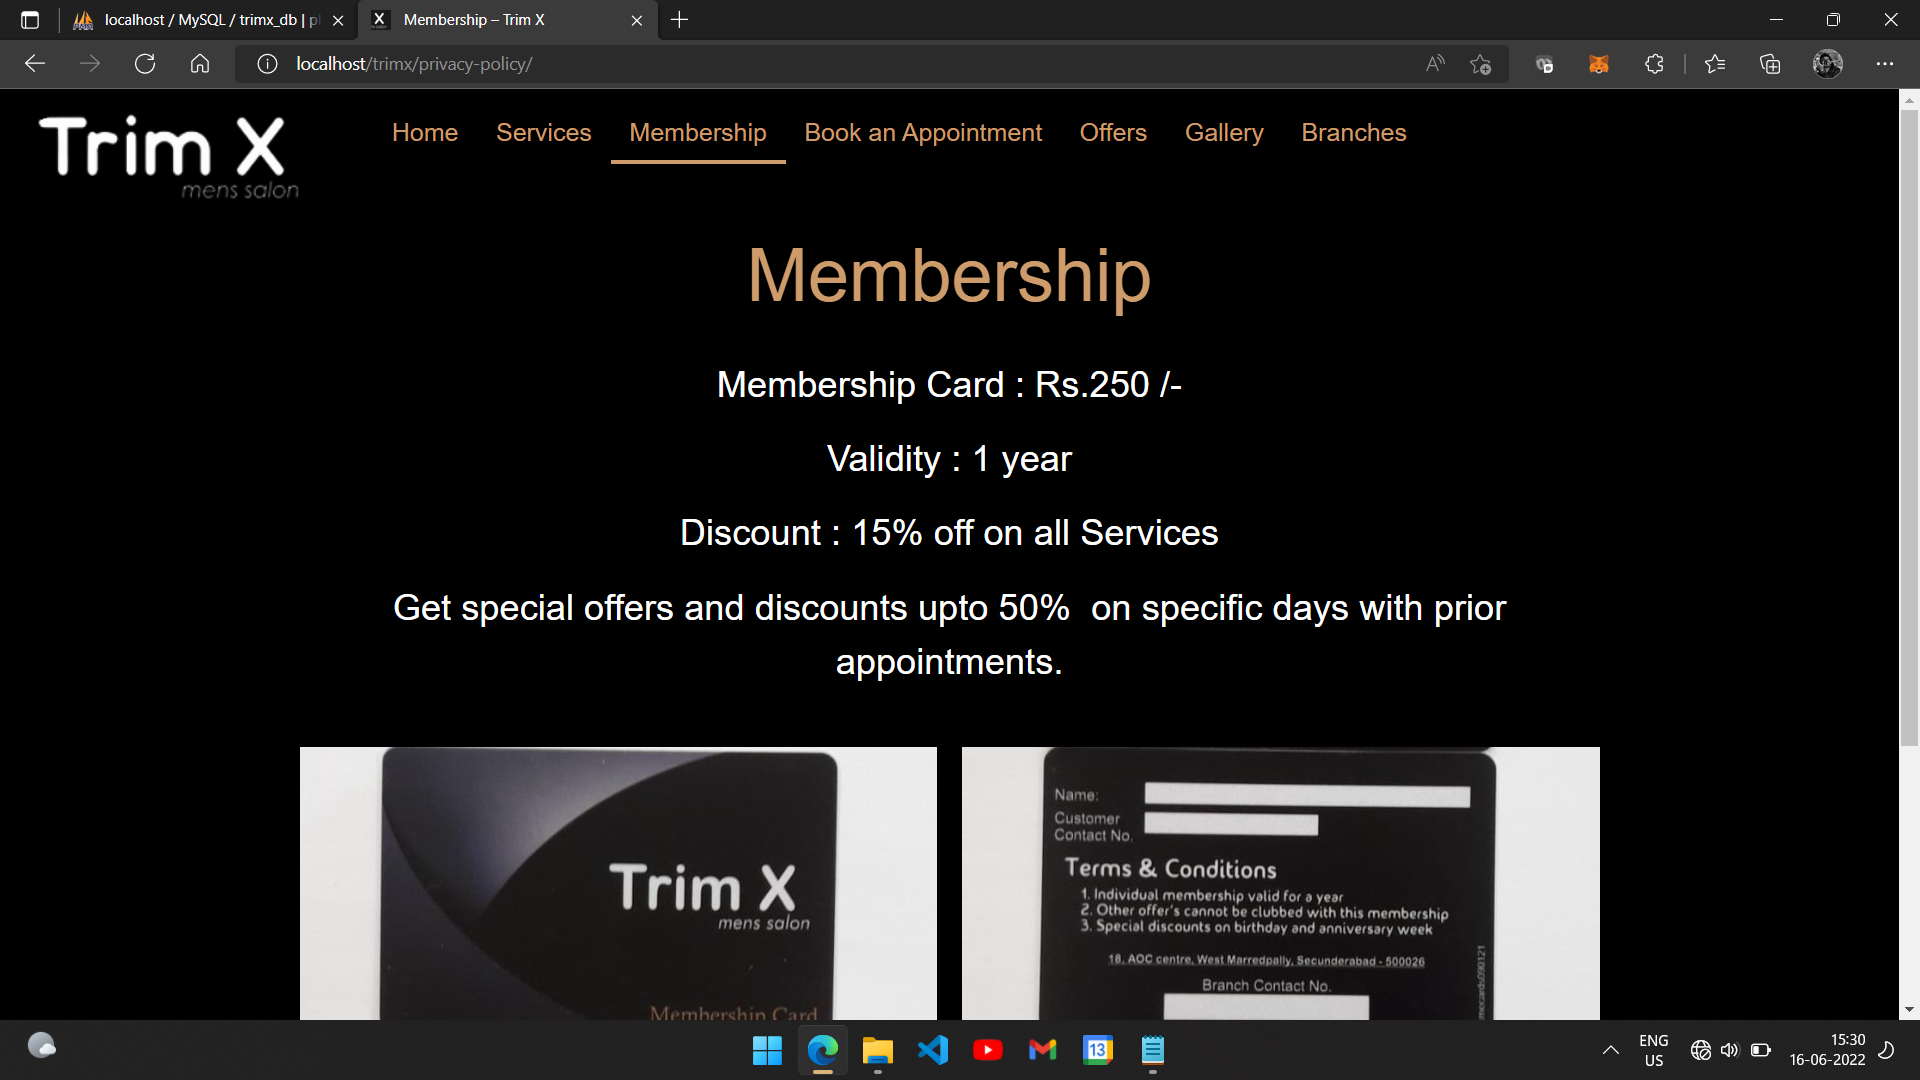 localhost / MySQL / trimx_db | p
Membership – Trim X
localhost/trimx/privacy-policy/
Trim X
mens salon
Home Services Membership Book an Appointment Offers Gallery Branches
Membership
Membership Card : Rs.250 /-
Validity : 1 year
Discount : 15% off on all Services
Get special offers and discounts upto 50%  on specific days with prior
appointments.
Trim X
mens salon
Membership Card
Name:
Customer
Contact No.
Terms & Conditions
1. Individual membership valid for a year
2. Other offer's cannot be clubbed with this membership
3. Special discounts on birthday and anniversary week
18, AOC centre, West Marredpally, Secunderabad - 500026
Branch Contact No.
13
ENG
US
15:30
16-06-2022